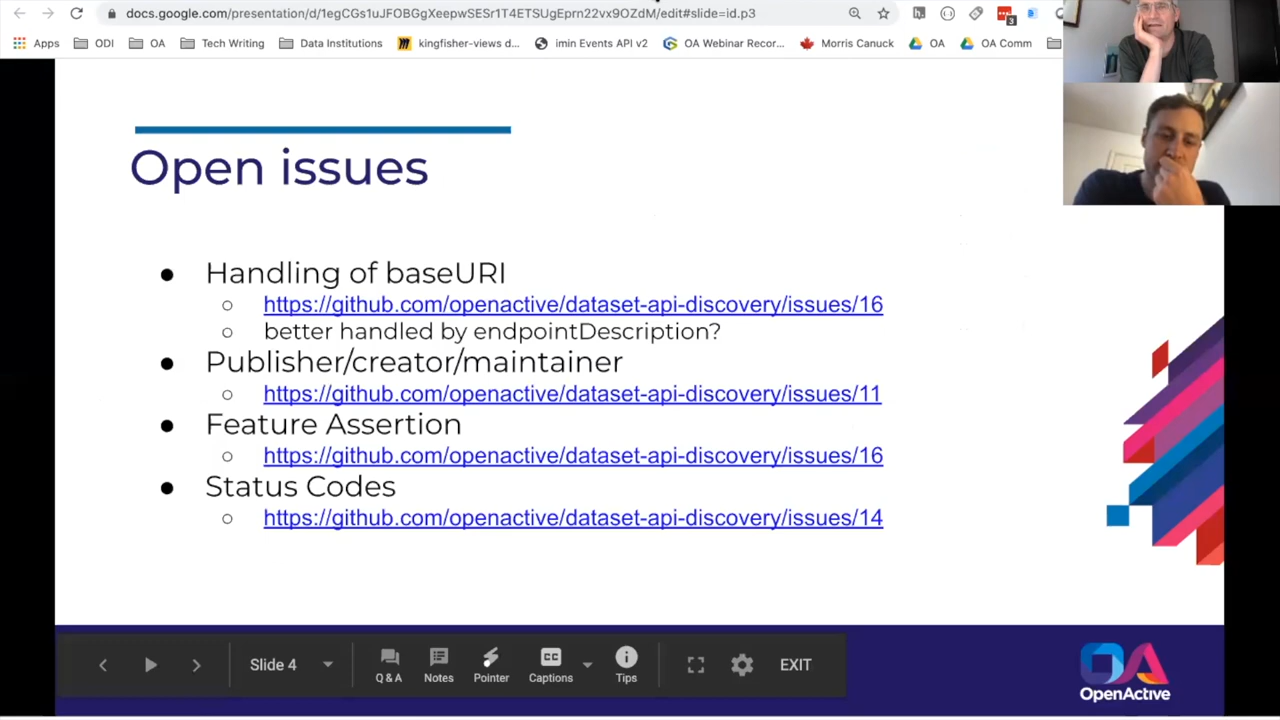 docs.google.com/presentation/d/1egCGs1uJFOBGgXeepwSESr1T4ETSUgEprn22vx9OZdM/edit#slide=id.p3
3
Apps ODI OA Tech Writing Data Institutions kingfisher-views d... imin Events API v2 OA Webinar Recor... Morris Canuck OA OA Comm
Open issues
● Handling of baseURI
○ https://github.com/openactive/dataset-api-discovery/issues/16
○ better handled by endpointDescription?
● Publisher/creator/maintainer
○ https://github.com/openactive/dataset-api-discovery/issues/11
● Feature Assertion
○ https://github.com/openactive/dataset-api-discovery/issues/16
● Status Codes
○ https://github.com/openactive/dataset-api-discovery/issues/14
Slide 4 Q & A Notes Pointer CC Captions Tips EXIT
OA
OpenActive